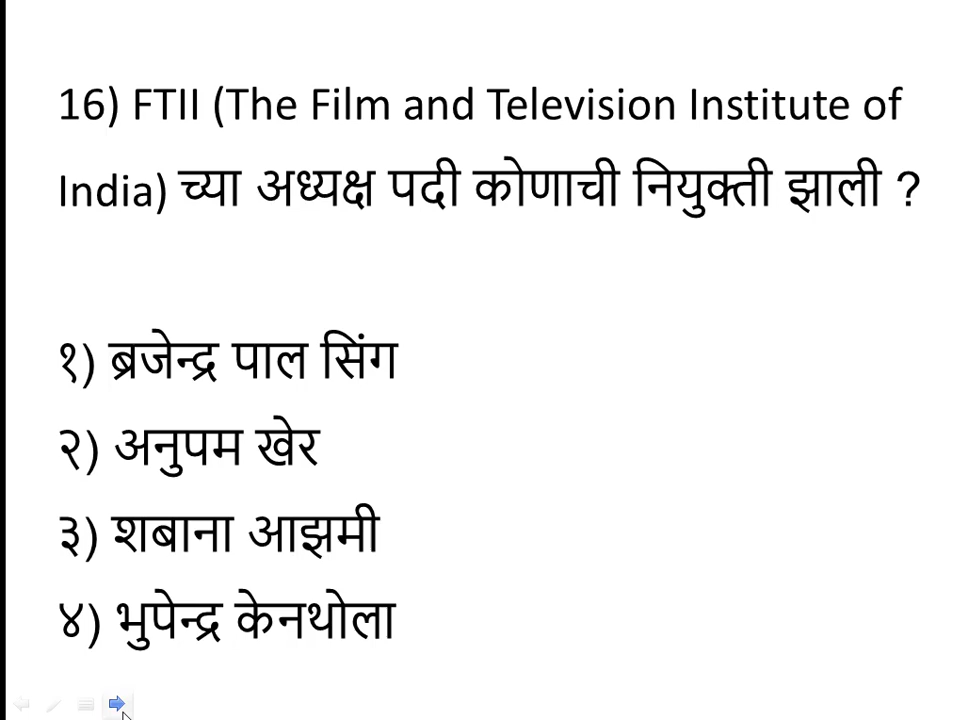 16) FTII (The Film and Television Institute of
India) च्या अध्यक्ष पदी कोणाची नियुक्ती झाली ?
१) ब्रजेन्द्र पाल सिंग
२) अनुपम खेर
३) शबाना आझमी
४) भुपेन्द्र केनथोला